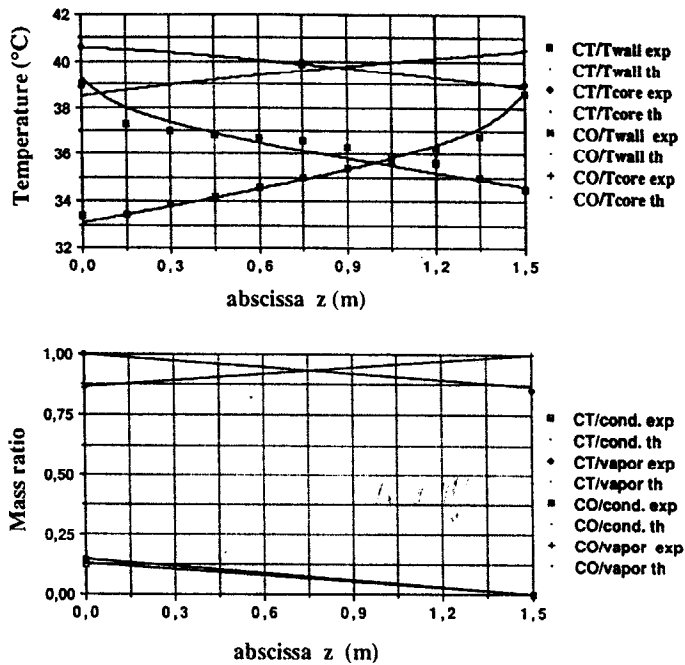 Temperature (°C)
42
40
38
36
34
32
0,0 0,3 0,6 0,9 1,2 1,5
abscissa z (m)
CT/Twall exp
CT/Twall th
CT/Tcore exp
CT/Tcore th
CO/Twall exp
CO/Twall th
CO/Tcore exp
CO/Tcore th
Mass ratio
1,00
0,75
0,50
0,25
0,00
0,0 0,3 0,6 0,9 1,2 1,5
abscissa z (m)
CT/cond. exp
CT/cond. th
CT/vapor exp
CT/vapor th
CO/cond. exp
CO/cond. th
CO/vapor exp
CO/vapor th